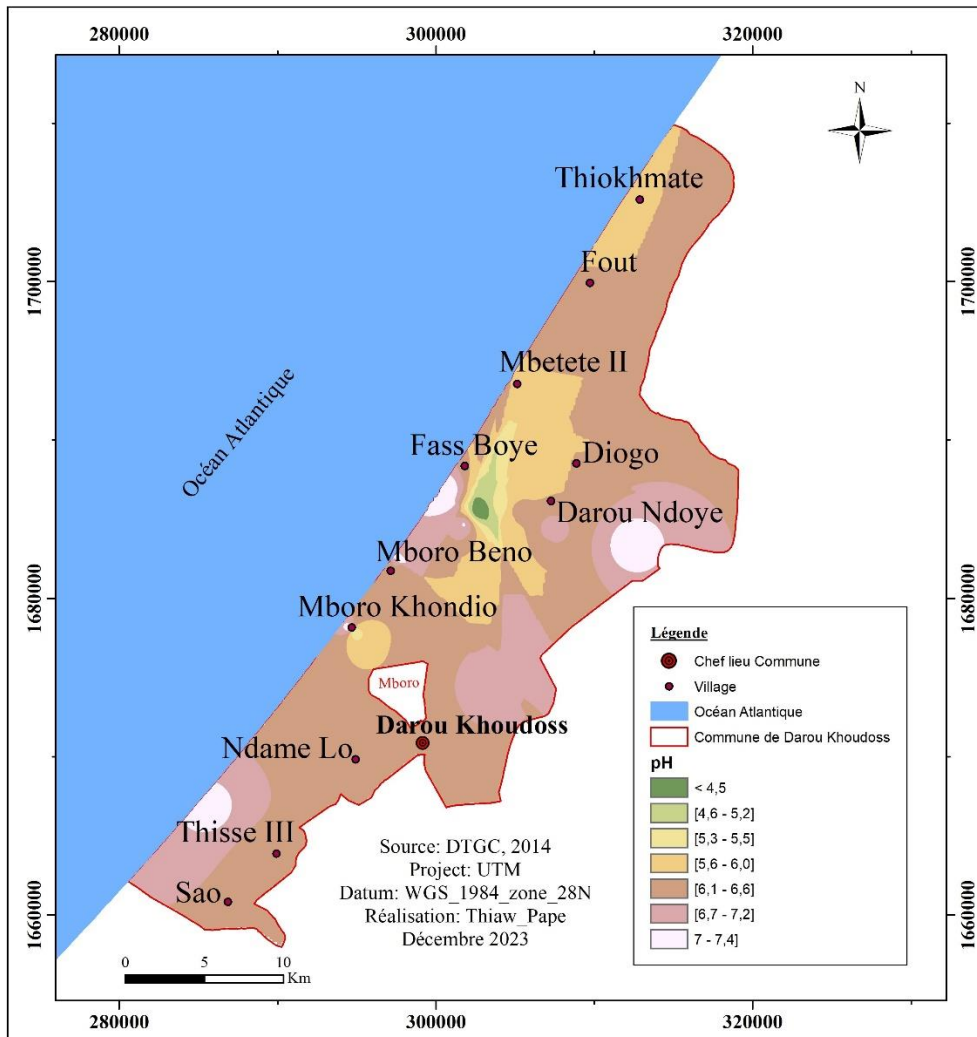 280000 300000 320000
N
Thiokhmate
Fout
1700000
1700000
Mbetete II
Océan Atlantique
Fass Boye
Diogo
Darou Ndoye
Mboro Beno
Mboro Khondio
1680000
1680000
Mboro
Darou Khoudoss
Ndame Lo
Thisse III
Sao
1660000
1660000
Légende
Chef lieu Commune
Village
Océan Atlantique
Commune de Darou Khoudoss
pH
< 4,5
[4,6 - 5,2]
[5,3 - 5,5]
[5,6 - 6,0]
[6,1 - 6,6]
[6,7 - 7,2]
7 - 7,4]
Source: DTGC, 2014
Project: UTM
Datum: WGS_1984_zone_28N
Réalisation: Thiaw_Pape
Décembre 2023
0 5 10
Km
280000 300000 320000